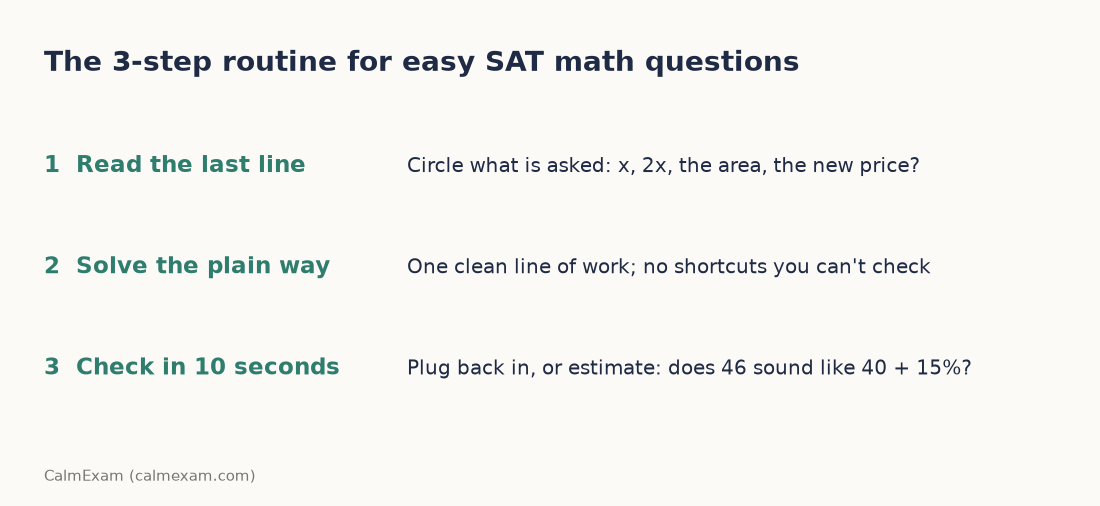 The 3-step routine for easy SAT math questions
1 Read the last line Circle what is asked: x, 2x, the area, the new price?
2 Solve the plain way One clean line of work; no shortcuts you can't check
3 Check in 10 seconds Plug back in, or estimate: does 46 sound like 40 + 15%?
CalmExam (calmexam.com)